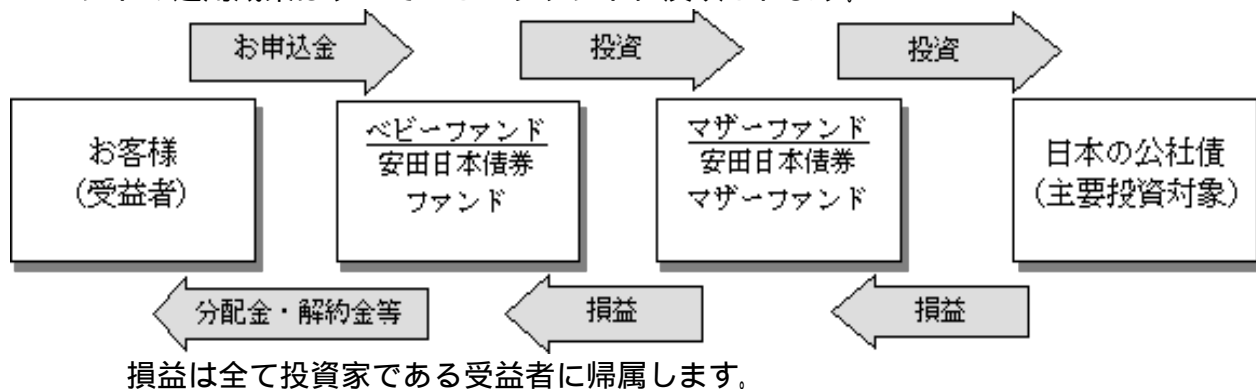 お申込金
投資
投資
お客様
(受益者)
ベビーファンド
安田日本債券
ファンド
マザーファンド
安田日本債券
マザーファンド
日本の公社債
(主要投資対象)
分配金・解約金等
損益
損益
損益は全て投資家である受益者に帰属します。